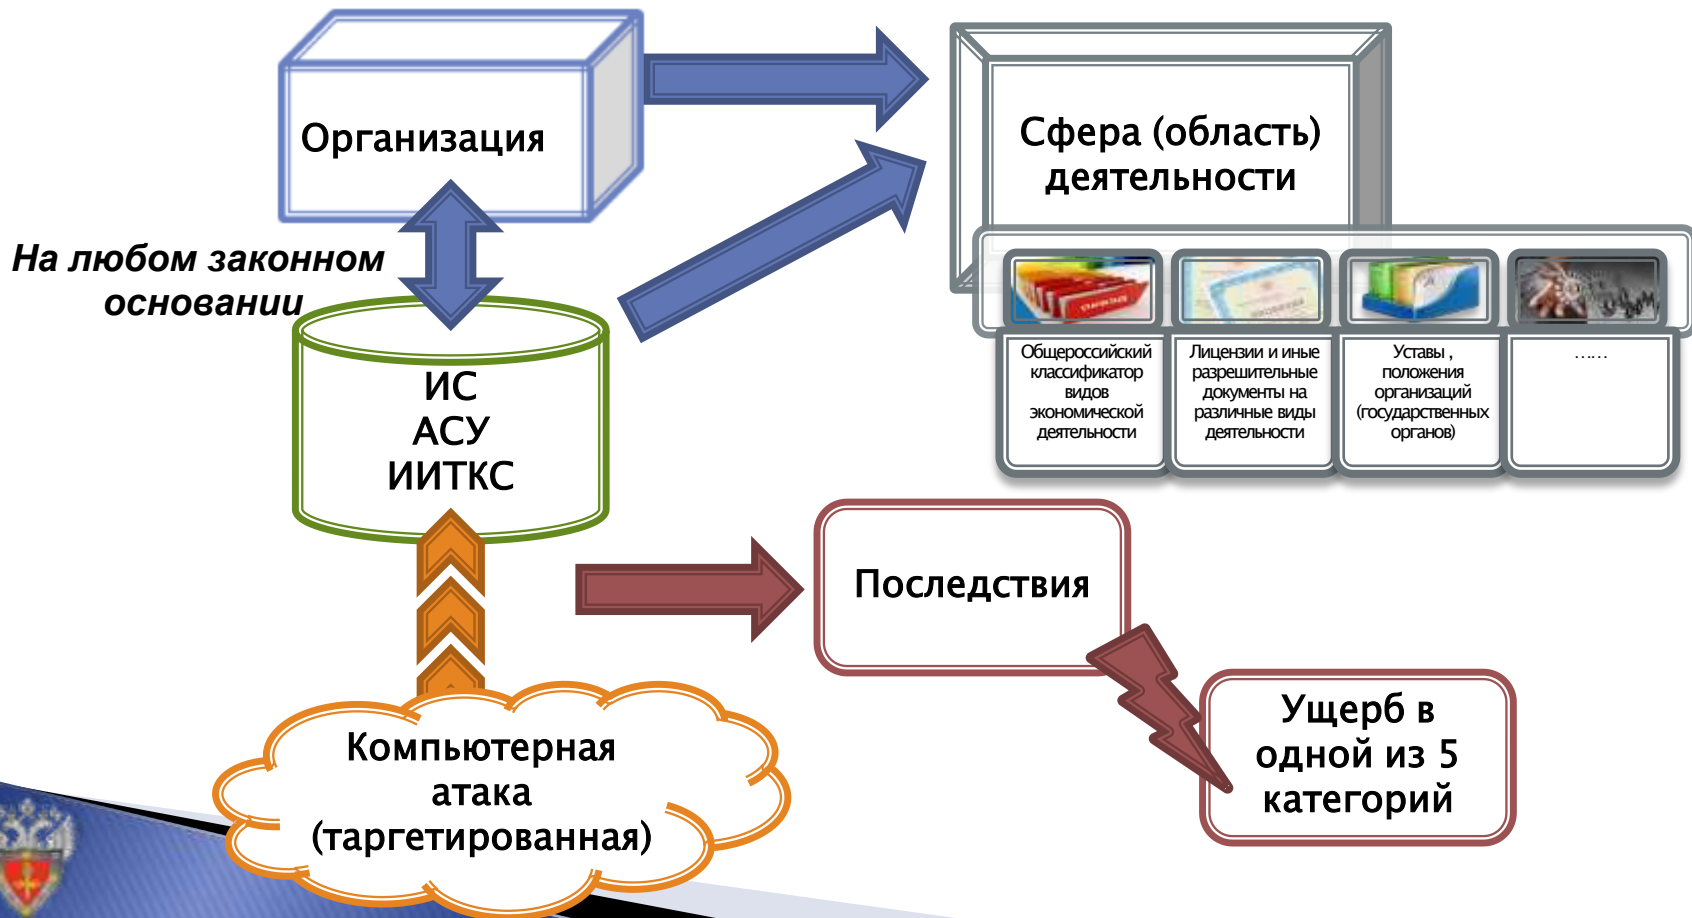 Организация
Сфера (область)
деятельности
На любом законном
основании
ИС
АСУ
ИИТКС
Общероссийский
классификатор
видов
экономической
деятельности
Лицензии и иные
разрешительные
документы на
различные виды
деятельности
Уставы ,
положения
организаций
(государственных
органов)
……
Последствия
Компьютерная
атака
(таргетированная)
Ущерб в
одной из 5
категорий